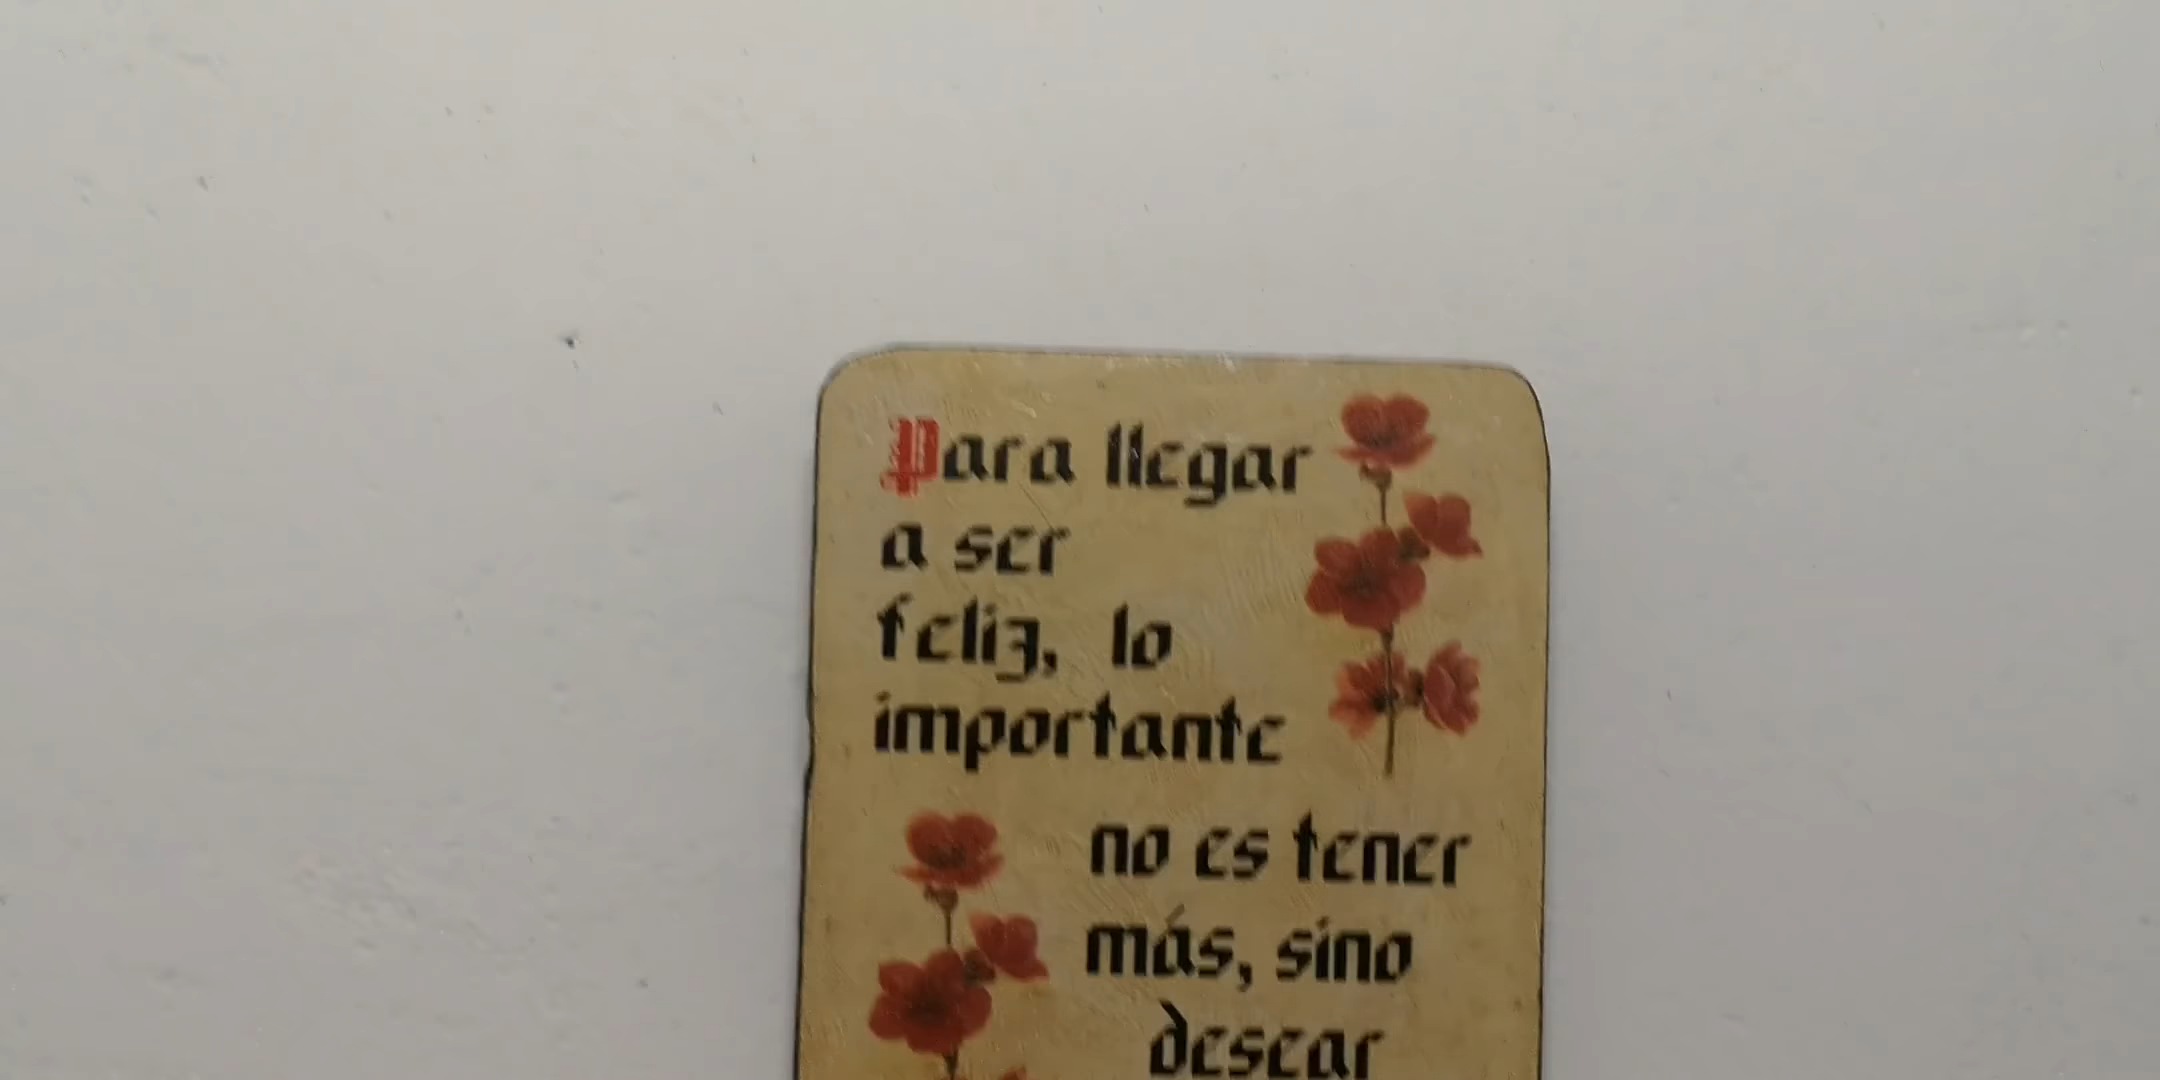 Para llegar
a ser
feliz, lo
importante
no es tener
más, sino
desear